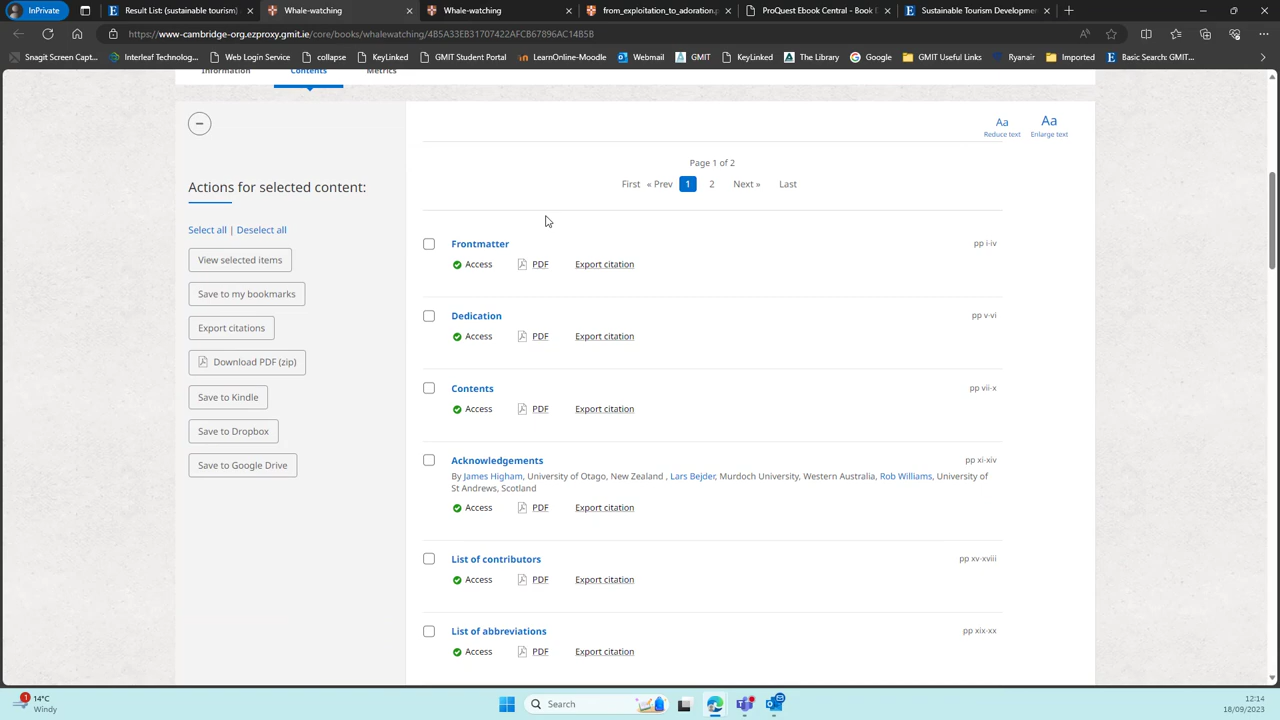 InPrivate
Result List (sustainable tourism)
Whale-watching
Whale-watching
from_exploitation_to_adoratio
ProQuest Ebook Central - Book
Sustainable Tourism Developme
https://www-cambridge-org.ezproxy.gmit.ie/core/books/whalewatching/4B5A33EB31707422AFCB67896AC14B5B
Snagit Screen Capt...
Interleaf Technolog...
Web Login Service
collapse
KeyLinks
GMIT Student Portal
LearnOnline-Moodle
Webmail
GMIT
The Library
Google
GMIT Useful Links
Ryanair
Imported
Basic Search: GMIT...
Information
Contents
Metrics
Aa
Reduce text
Aa
Enlarge text
Page 1 of 2
First « Prev 1 2 Next » Last
Actions for selected content:
Select all | Deselect all
View selected items
Save to my bookmarks
Export citations
Download PDF (zip)
Save to Kindle
Save to Dropbox
Save to Google Drive
Frontmatter
pp i-iv
Access PDF Export citation
Dedication
pp v-vi
Access PDF Export citation
Contents
pp vii-x
Access PDF Export citation
Acknowledgements
pp xi-xiv
By James Higham, University of Otago, New Zealand , Lars Bejder, Murdoch University, Western Australia, Rob Williams, University of
St Andrews, Scotland
Access PDF Export citation
List of contributors
pp xv-xviii
Access PDF Export citation
List of abbreviations
pp xix-xx
Access PDF Export citation
1
14°C
Windy
Search
12:14
18/09/2023